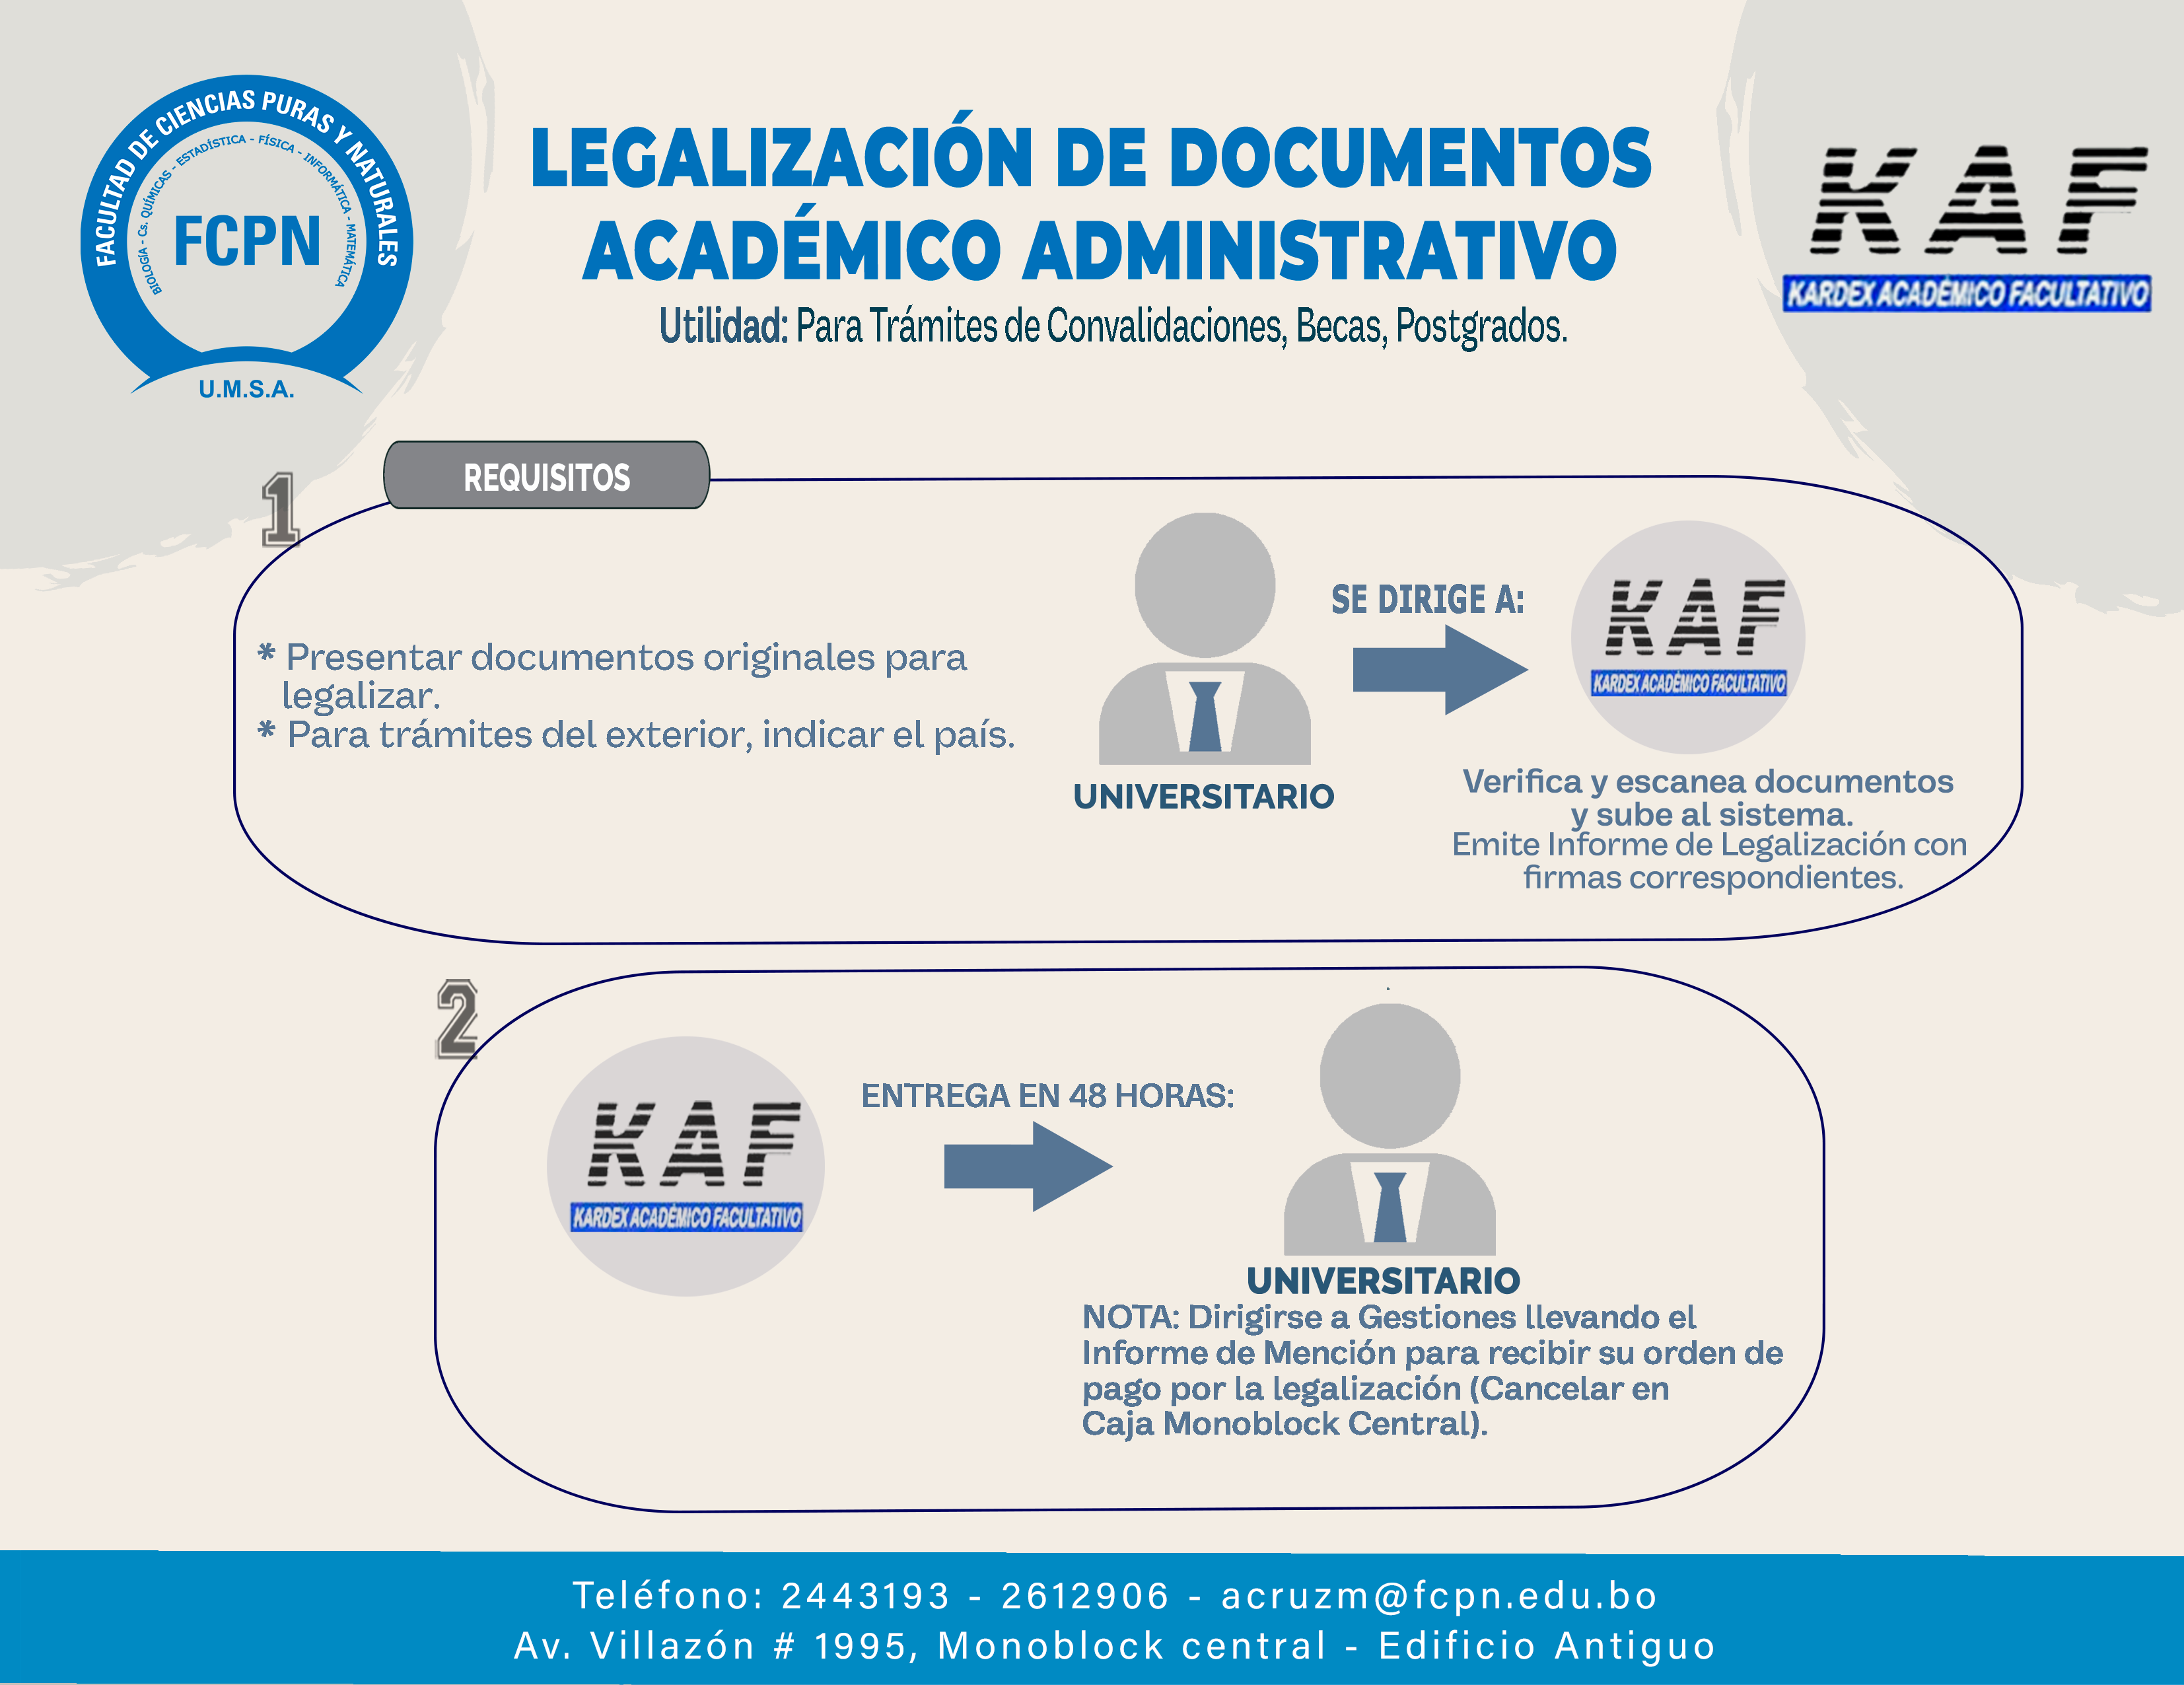 FACULTAD DE CIENCIAS PURAS Y NATURALES
BIOLOGÍA - Cs. QUÍMICAS - ESTADÍSTICA - FÍSICA - INFORMÁTICA - MATEMÁTICA
FCPN
U.M.S.A.
LEGALIZACIÓN DE DOCUMENTOS
ACADÉMICO ADMINISTRATIVO
Utilidad: Para Trámites de Convalidaciones, Becas, Postgrados.
KAF
KARDEX ACADÉMICO FACULTATIVO
1
REQUISITOS
* Presentar documentos originales para
legalizar.
* Para trámites del exterior, indicar el país.
UNIVERSITARIO
SE DIRIGE A:
KAF
KARDEX ACADÉMICO FACULTATIVO
Verifica y escanea documentos
y sube al sistema.
Emite Informe de Legalización con
firmas correspondientes.
2
KAF
KARDEX ACADÉMICO FACULTATIVO
ENTREGA EN 48 HORAS:
UNIVERSITARIO
NOTA: Dirigirse a Gestiones llevando el
Informe de Mención para recibir su orden de
pago por la legalización (Cancelar en
Caja Monoblock Central).
Teléfono: 2443193 - 2612906 - acruzm@fcpn.edu.bo
Av. Villazón # 1995, Monoblock central - Edificio Antiguo